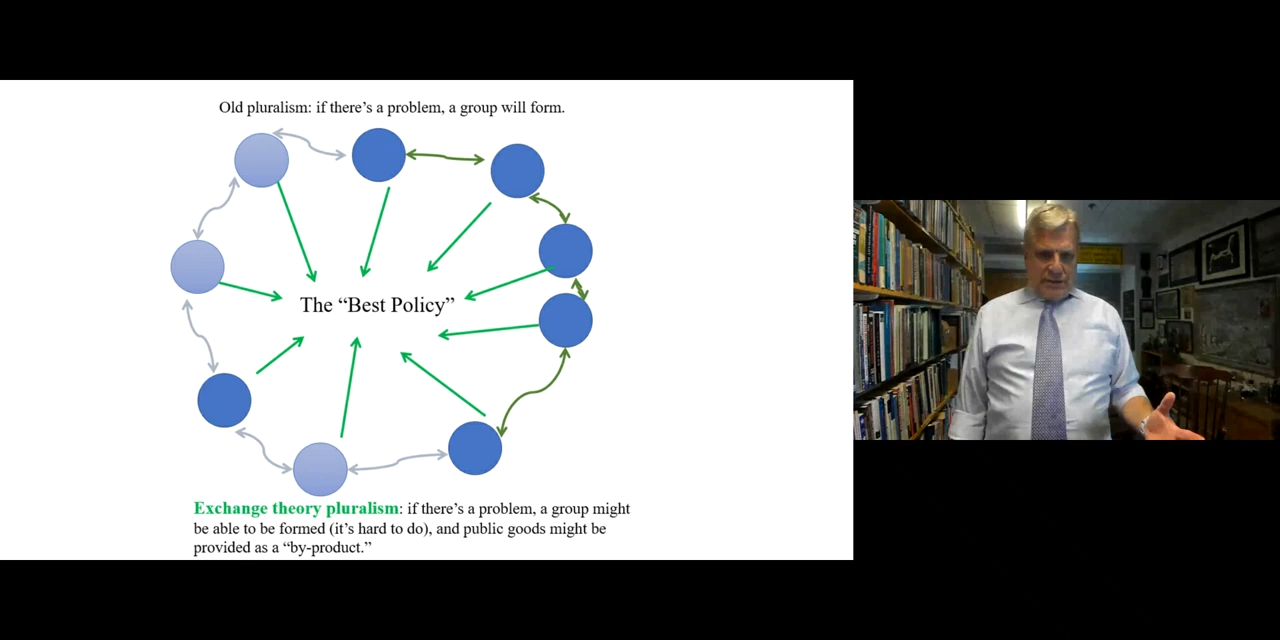 Old pluralism: if there’s a problem, a group will form.
The “Best Policy”
Exchange theory pluralism: if there’s a problem, a group might
be able to be formed (it’s hard to do), and public goods might be
provided as a “by-product.”